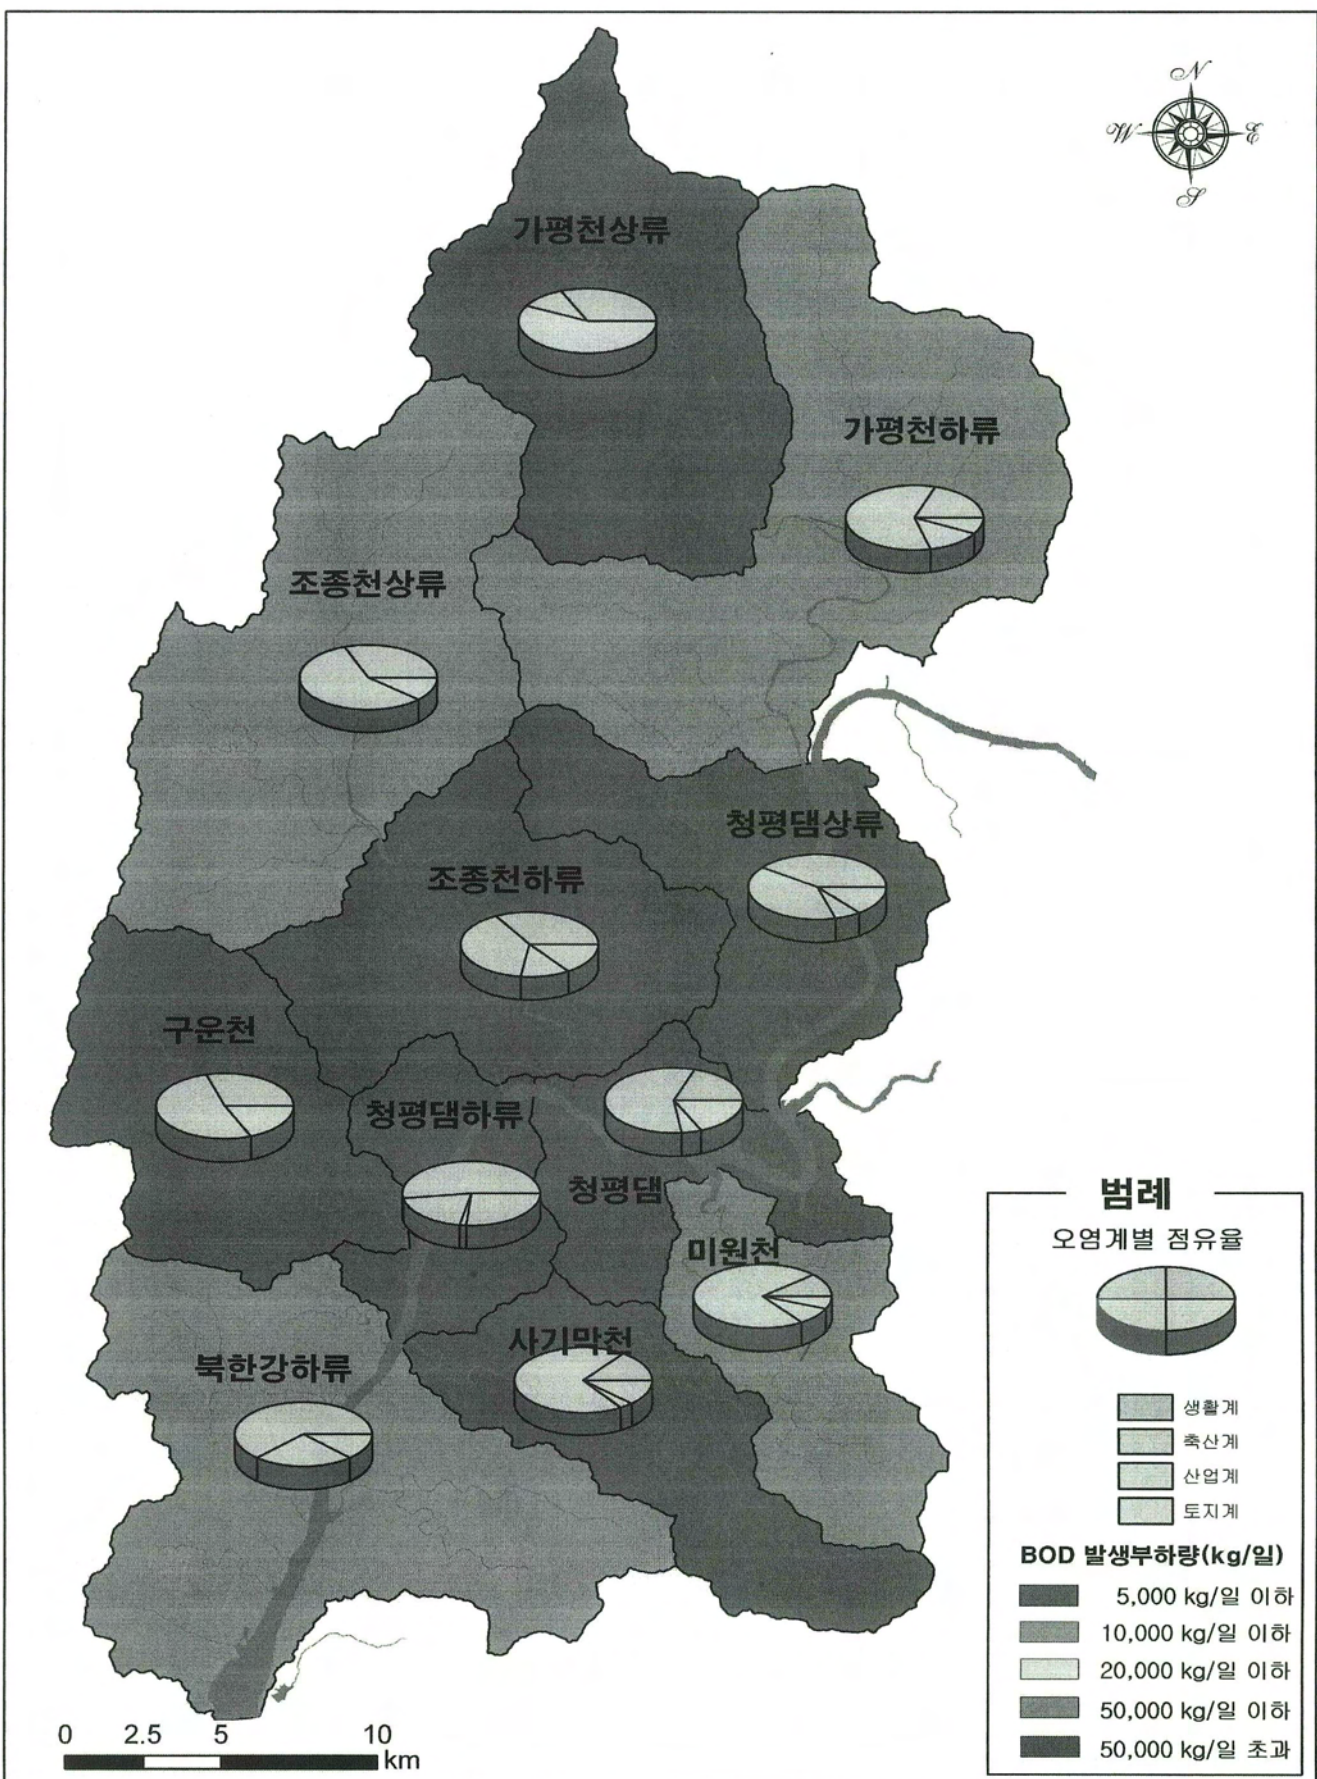 N
W
E
S
가평천상류
가평천하류
조종천상류
청평댐상류
조종천하류
구운천
청평댐하류
청평댐
미원천
사기막천
북한강하류
범례
오염계별 점유율
생활계
축산계
산업계
토지계
BOD 발생부하량(kg/일)
5,000 kg/일 이하
10,000 kg/일 이하
20,000 kg/일 이하
50,000 kg/일 이하
50,000 kg/일 초과
0 2.5 5 10
km